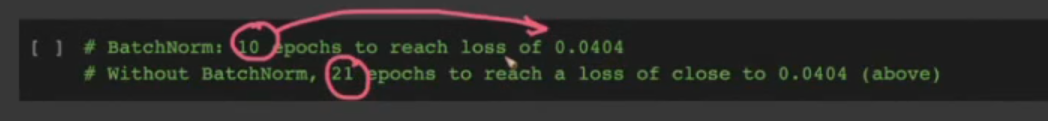 [ ] # BatchNorm: 10 epochs to reach loss of 0.0404
# Without BatchNorm, 21 epochs to reach a loss of close to 0.0404 (above)